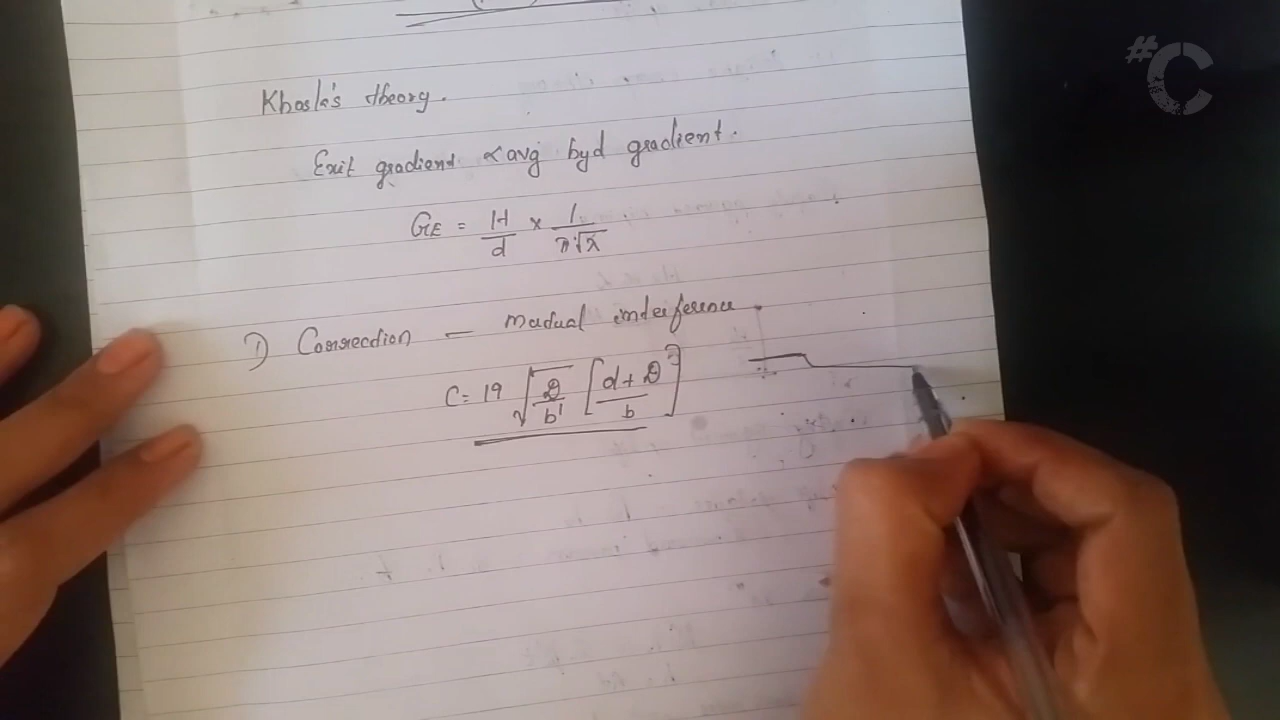 #C
Khosla's theory.
Exit gradient ∝ avg hyd gradient.
GE = H/d × 1/π√λ
1) Correction — Mutual interference
C = 19 √D/b' [d + D/b]